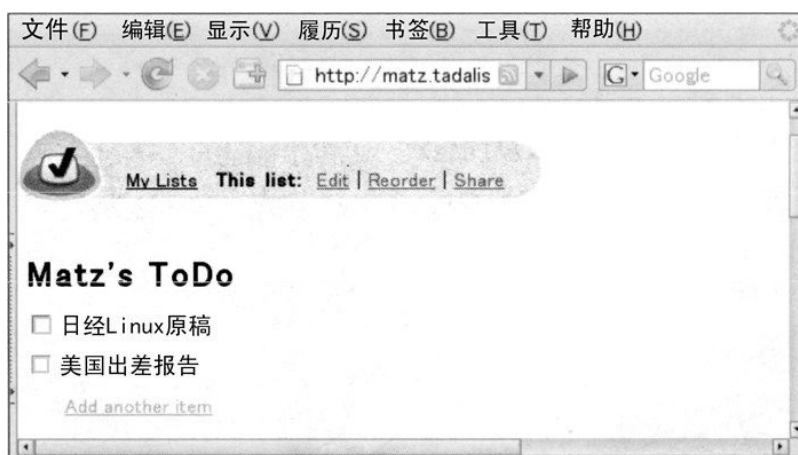 文件(F) 编辑(E) 显示(V) 履历(S) 书签(B) 工具(T) 帮助(H)
http://matz.tadalis G Google
My Lists This list: Edit | Reorder | Share
Matz's ToDo
日经Linux原稿
美国出差报告
Add another item